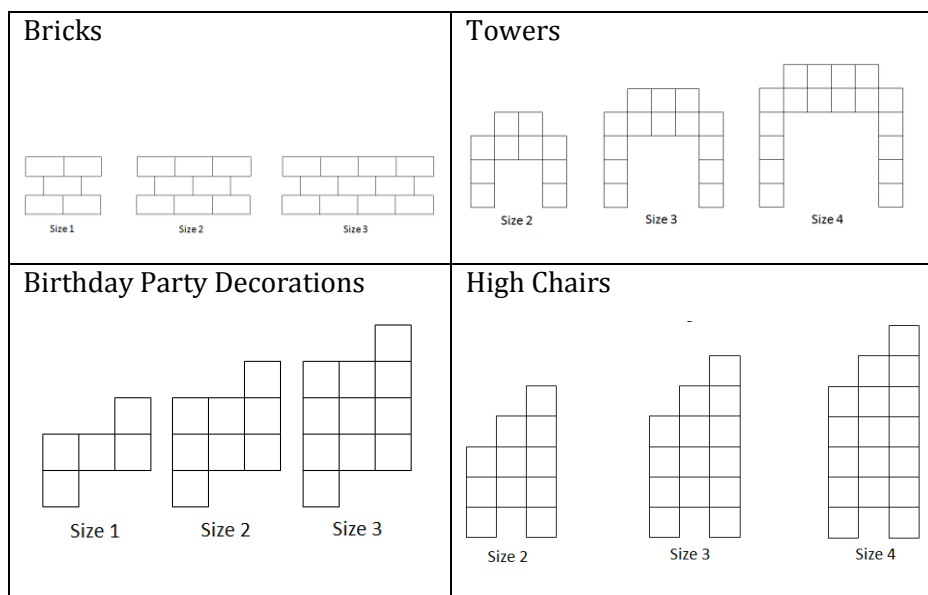 Bricks
Size 1 Size 2 Size 3
Towers
Size 2 Size 3 Size 4
Birthday Party Decorations
Size 1 Size 2 Size 3
High Chairs
Size 2 Size 3 Size 4